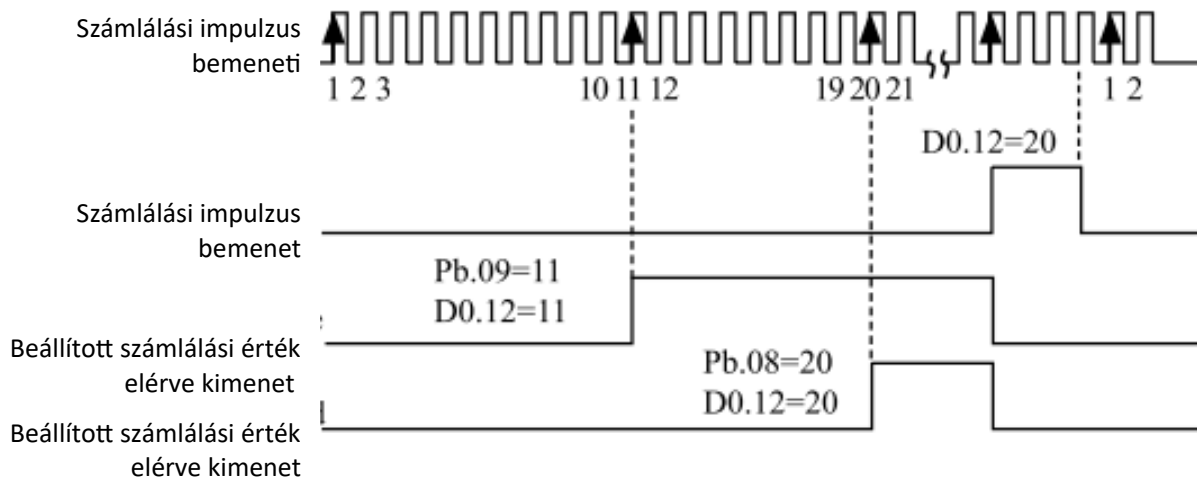 Számlálási impulzus
bemeneti
1 2 3
10 11 12
19 20 21
1 2
D0.12=20
Számlálási impulzus
bemenet
Pb.09=11
D0.12=11
Beállított számlálási érték
elérve kimenet
Pb.08=20
D0.12=20
Beállított számlálási érték
elérve kimenet